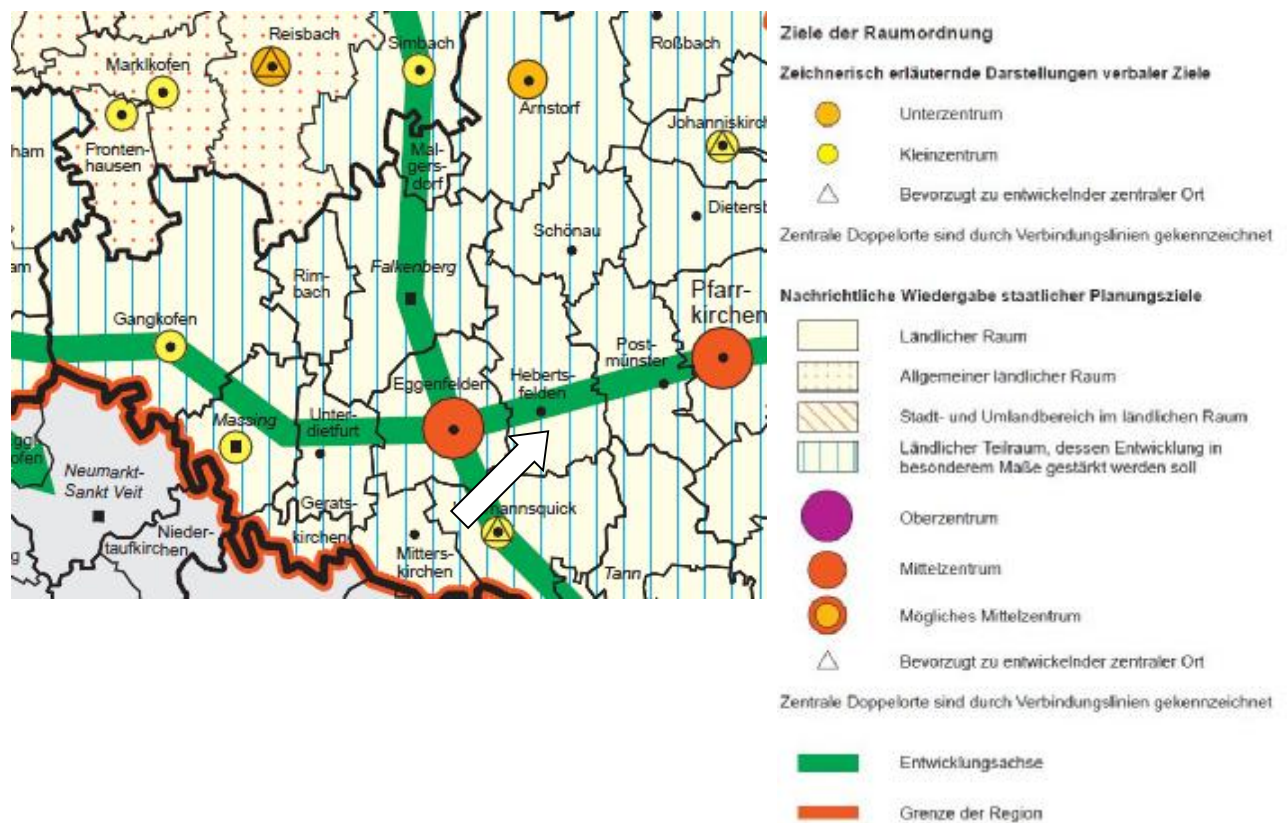 Reisbach
Simbach
Roßbach
Marklkofen
Arnstorf
Johanniskirch
ham
Fronten-
hausen
Mal-
gers-
dorf
Dietersb
Schönau
am
Rim-
bach
Falkenberg
Pfarr-
kirchen
Gangkofen
Post-
münster
Eggenfelden
Heberts-
felden
Massing
Unter-
dietfurt
ofen
Neumarkt-
Sankt Veit
Gerats-
kirchen
mannsquick
Nieder-
taufkirchen
Mitters-
kirchen
Tann
g
Ziele der Raumordnung
Zeichnerisch erläuternde Darstellungen verbaler Ziele
Unterzentrum
Kleinzentrum
Bevorzugt zu entwickelnder zentraler Ort
Zentrale Doppelorte sind durch Verbindungslinien gekennzeichnet
Nachrichtliche Wiedergabe staatlicher Planungsziele
Ländlicher Raum
Allgemeiner ländlicher Raum
Stadt- und Umlandbereich im ländlichen Raum
Ländlicher Teilraum, dessen Entwicklung in
besonderem Maße gestärkt werden soll
Oberzentrum
Mittelzentrum
Mögliches Mittelzentrum
Bevorzugt zu entwickelnder zentraler Ort
Zentrale Doppelorte sind durch Verbindungslinien gekennzeichnet
Entwicklungsachse
Grenze der Region